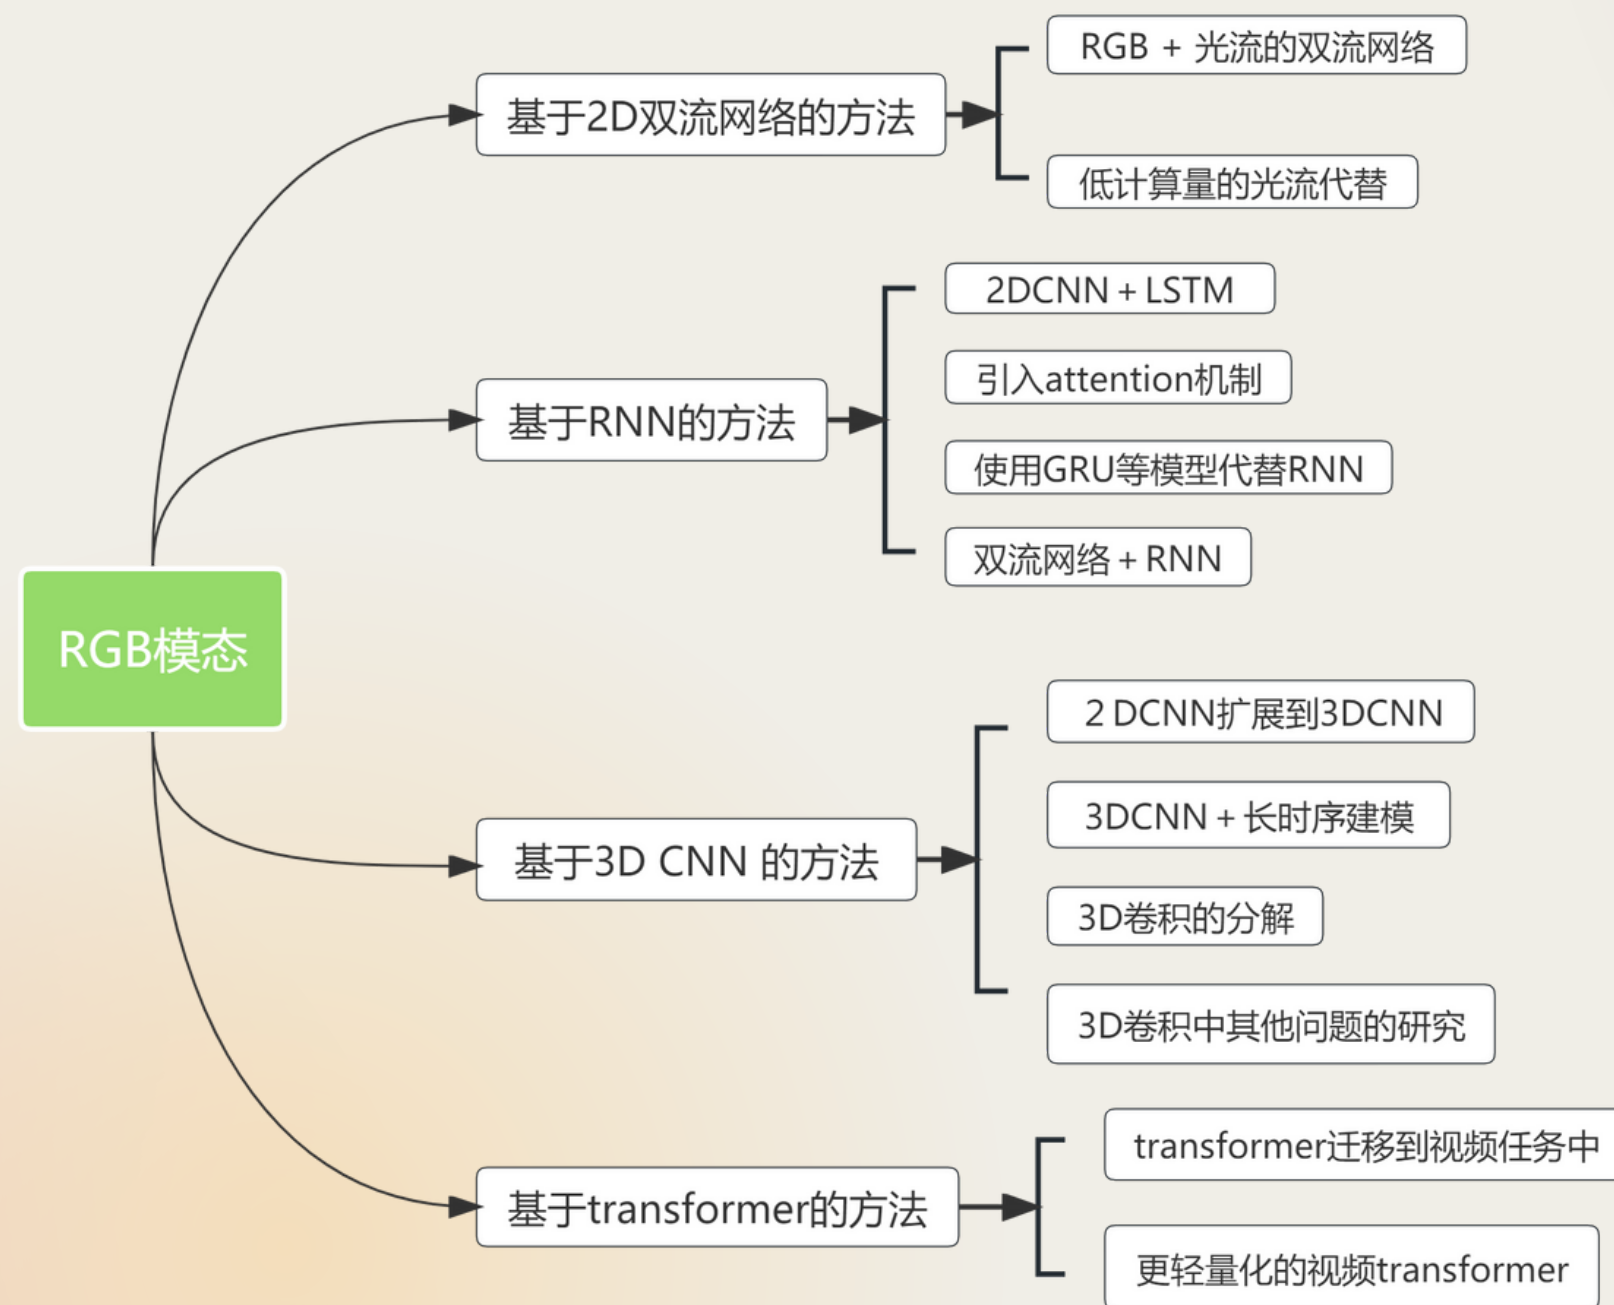 RGB模态
基于2D双流网络的方法
RGB + 光流的双流网络
低计算量的光流代替
基于RNN的方法
2DCNN + LSTM
引入attention机制
使用GRU等模型代替RNN
双流网络 + RNN
基于3D CNN 的方法
2 DCNN扩展到3DCNN
3DCNN + 长时序建模
3D卷积的分解
3D卷积中其他问题的研究
基于transformer的方法
transformer迁移到视频任务中
更轻量化的视频transformer